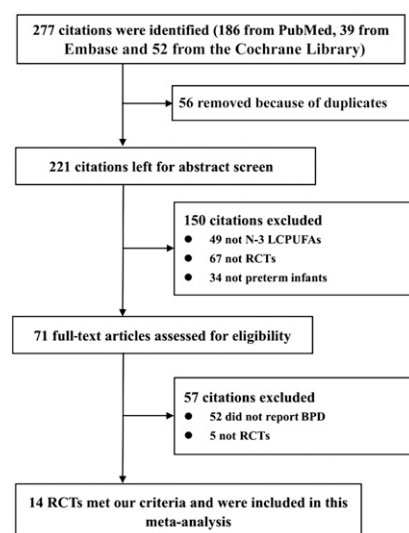 277 citations were identified (186 from PubMed, 39 from
Embase and 52 from the Cochrane Library)
56 removed because of duplicates
221 citations left for abstract screen
150 citations excluded
● 49 not N-3 LCPUFAs
● 67 not RCTs
● 34 not preterm infants
71 full-text articles assessed for eligibility
57 citations excluded
● 52 did not report BPD
● 5 not RCTs
14 RCTs met our criteria and were included in this
meta-analysis